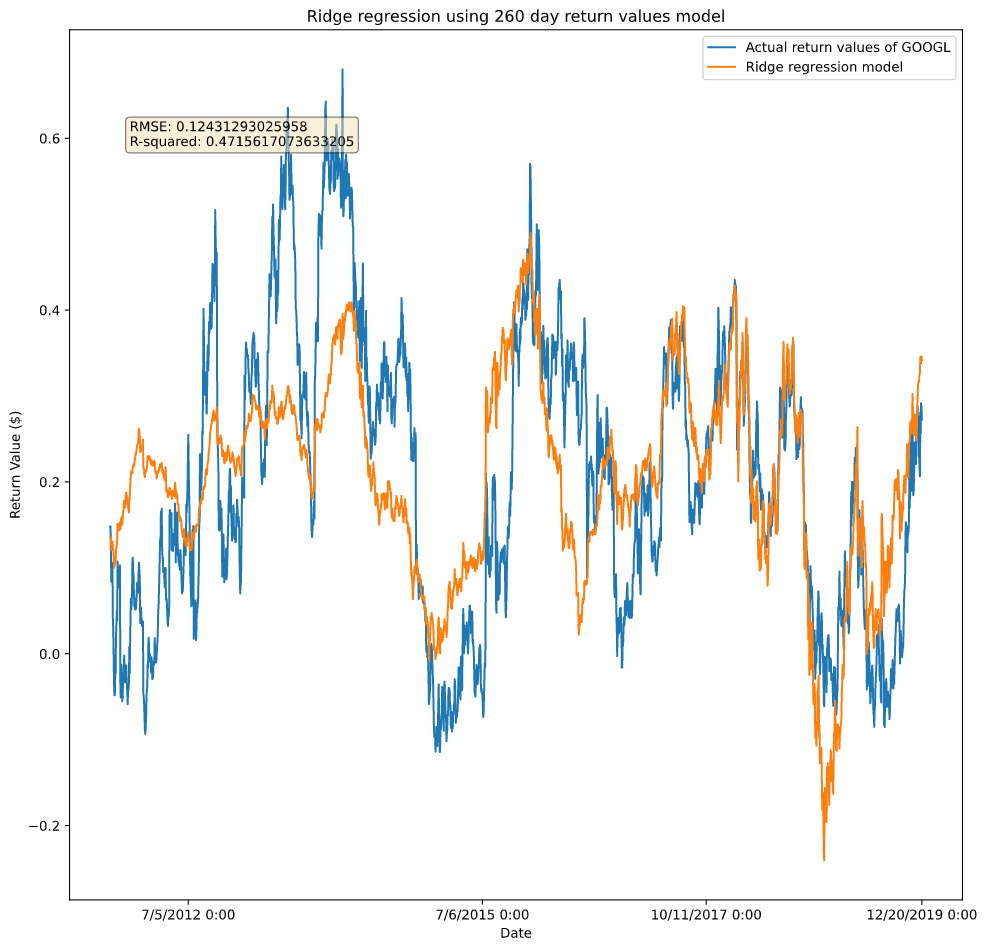 Ridge regression using 260 day return values model
Actual return values of GOOGL
Ridge regression model
RMSE: 0.12431293025958
R-squared: 0.4715617073633205
0.6
0.4
0.2
0.0
−0.2
Return Value ($)
7/5/2012 0:00
7/6/2015 0:00
10/11/2017 0:00
12/20/2019 0:00
Date